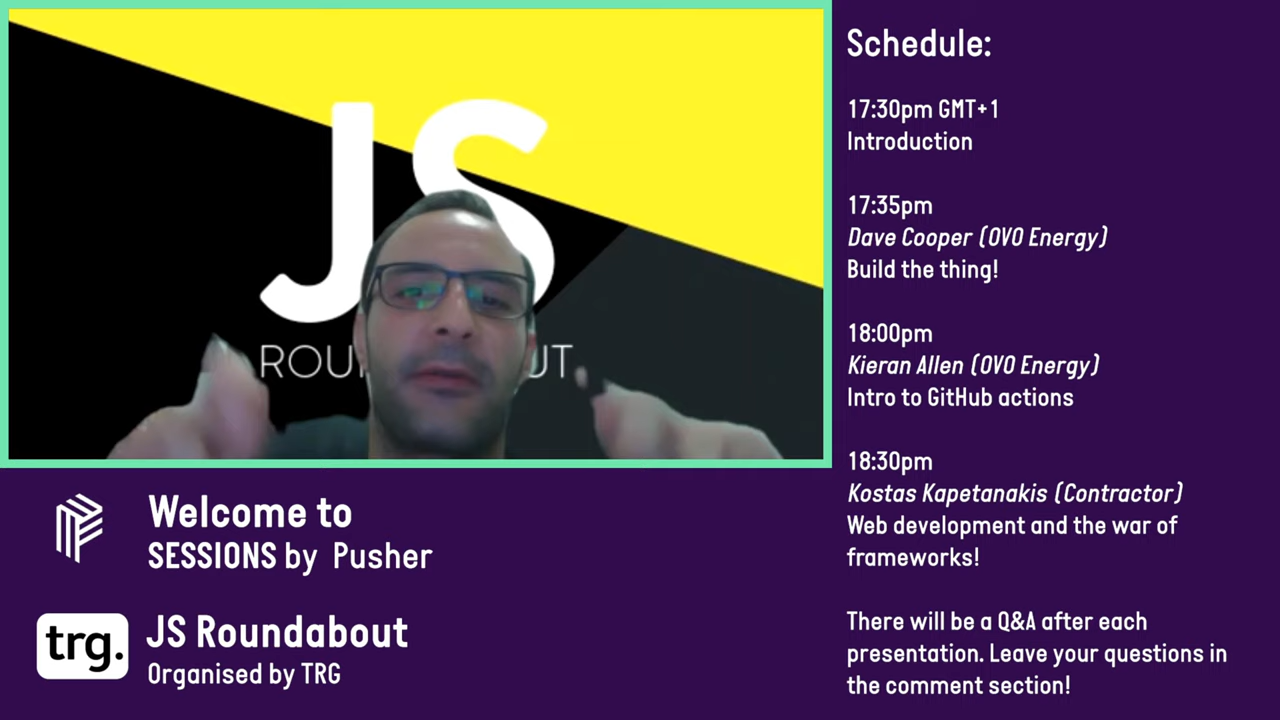 JS
ROU
UT
Schedule:
17:30pm GMT+1
Introduction
17:35pm
Dave Cooper (OVO Energy)
Build the thing!
18:00pm
Kieran Allen (OVO Energy)
Intro to GitHub actions
18:30pm
Kostas Kapetanakis (Contractor)
Web development and the war of
frameworks!
There will be a Q&A after each
presentation. Leave your questions in
the comment section!
Welcome to
SESSIONS by Pusher
trg.
JS Roundabout
Organised by TRG